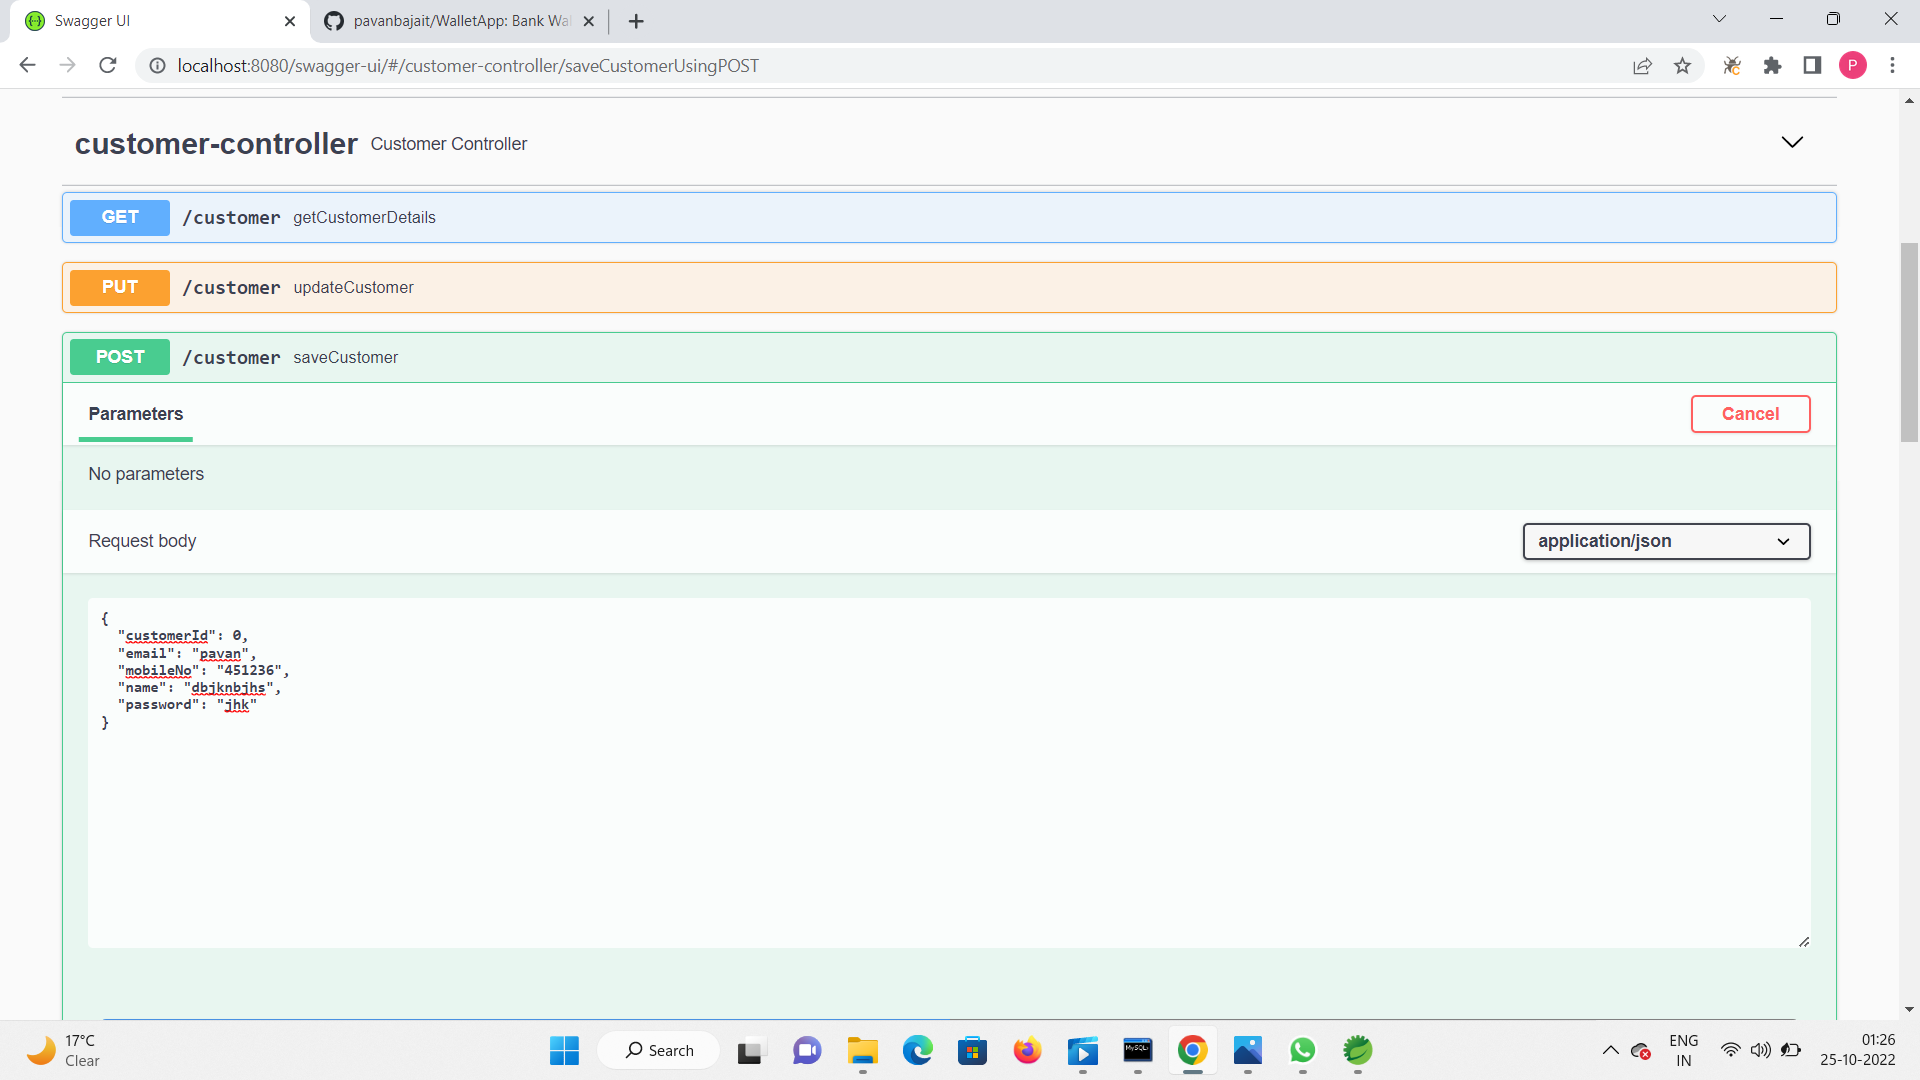 Swagger UI
pavanbajait/WalletApp: Bank Wal
localhost:8080/swagger-ui/#/customer-controller/saveCustomerUsingPOST
P
customer-controller Customer Controller
GET /customer getCustomerDetails
PUT /customer updateCustomer
POST /customer saveCustomer
Parameters
Cancel
No parameters
Request body
application/json
{
"customerId": 0,
"email": "pavan",
"mobileNo": "451236",
"name": "dbjknbjhs",
"password": "jhk"
}
17°C
Clear
Search
MySQL
ENG
IN
01:26
25-10-2022